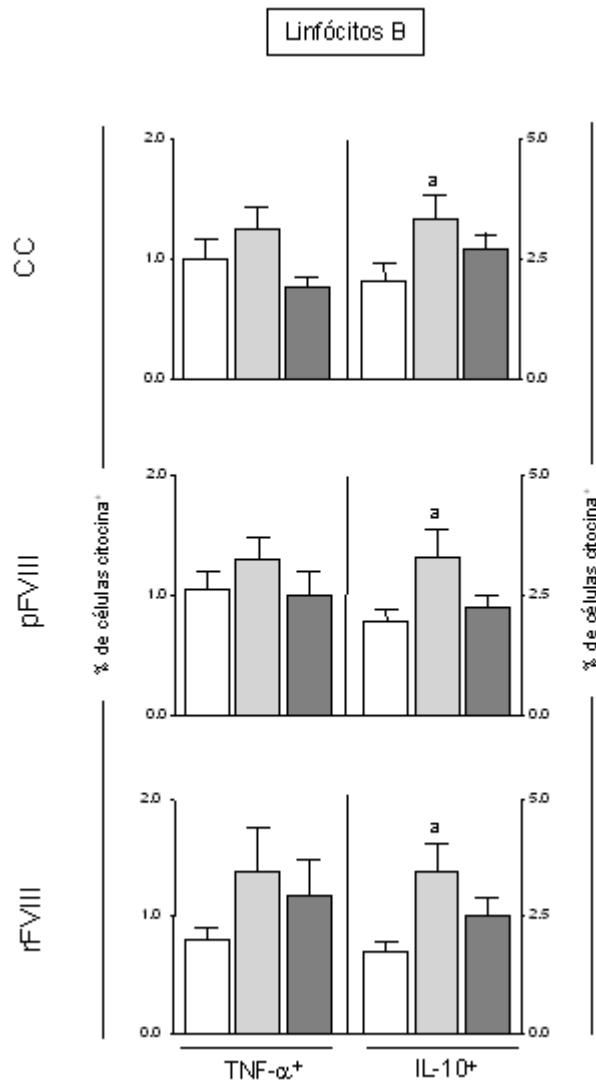 Linfócitos B
CC
% de células citocina+
2.0
1.0
0.0
a
5.0
2.5
0.0
pFVIII
2.0
1.0
0.0
a
5.0
2.5
0.0
% de células citocina+
rFVIII
2.0
1.0
0.0
a
5.0
2.5
0.0
TNF-α+
IL-10+